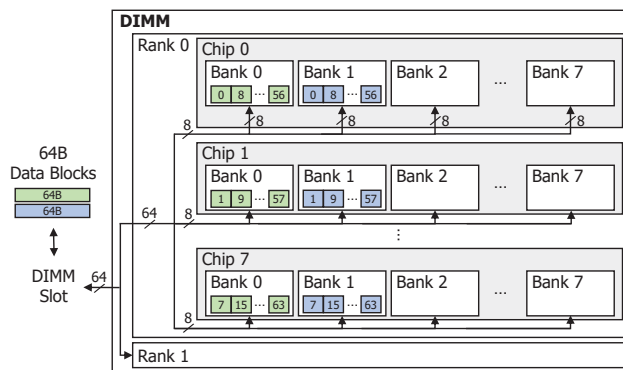 DIMM
Rank 0
Chip 0
Bank 0 Bank 1 Bank 2 ... Bank 7
0 8 ... 56 0 8 ... 56
8 8 8 8 8
64B
Data Blocks
64B
64B
Chip 1
Bank 0 Bank 1 Bank 2 ... Bank 7
1 9 ... 57 1 9 ... 57
64 8
...
DIMM
Slot
64
Chip 7
Bank 0 Bank 1 Bank 2 ... Bank 7
7 15 ... 63 7 15 ... 63
8
Rank 1